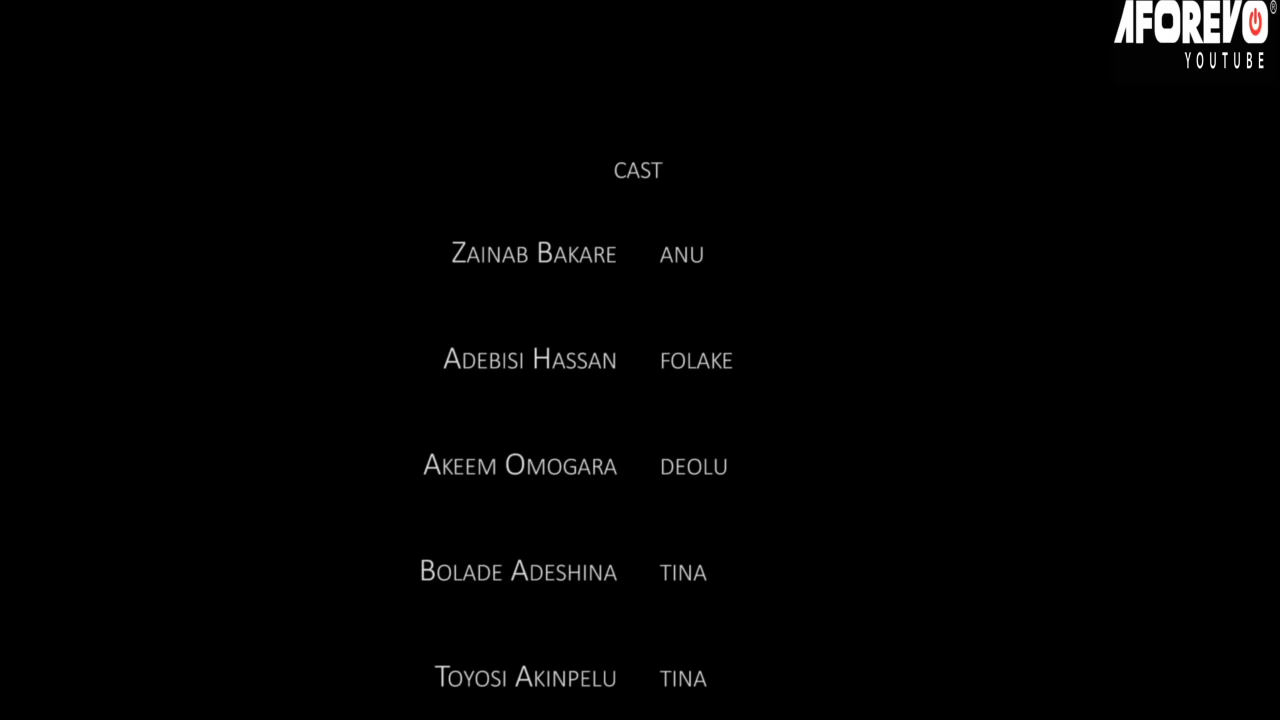 AFOREVO®
YOUTUBE
CAST
ZAINAB BAKARE ANU
ADEBISI HASSAN FOLAKE
AKEEM OMOGARA DEOLU
BOLADE ADESHINA TINA
TOYOSI AKINPELU TINA